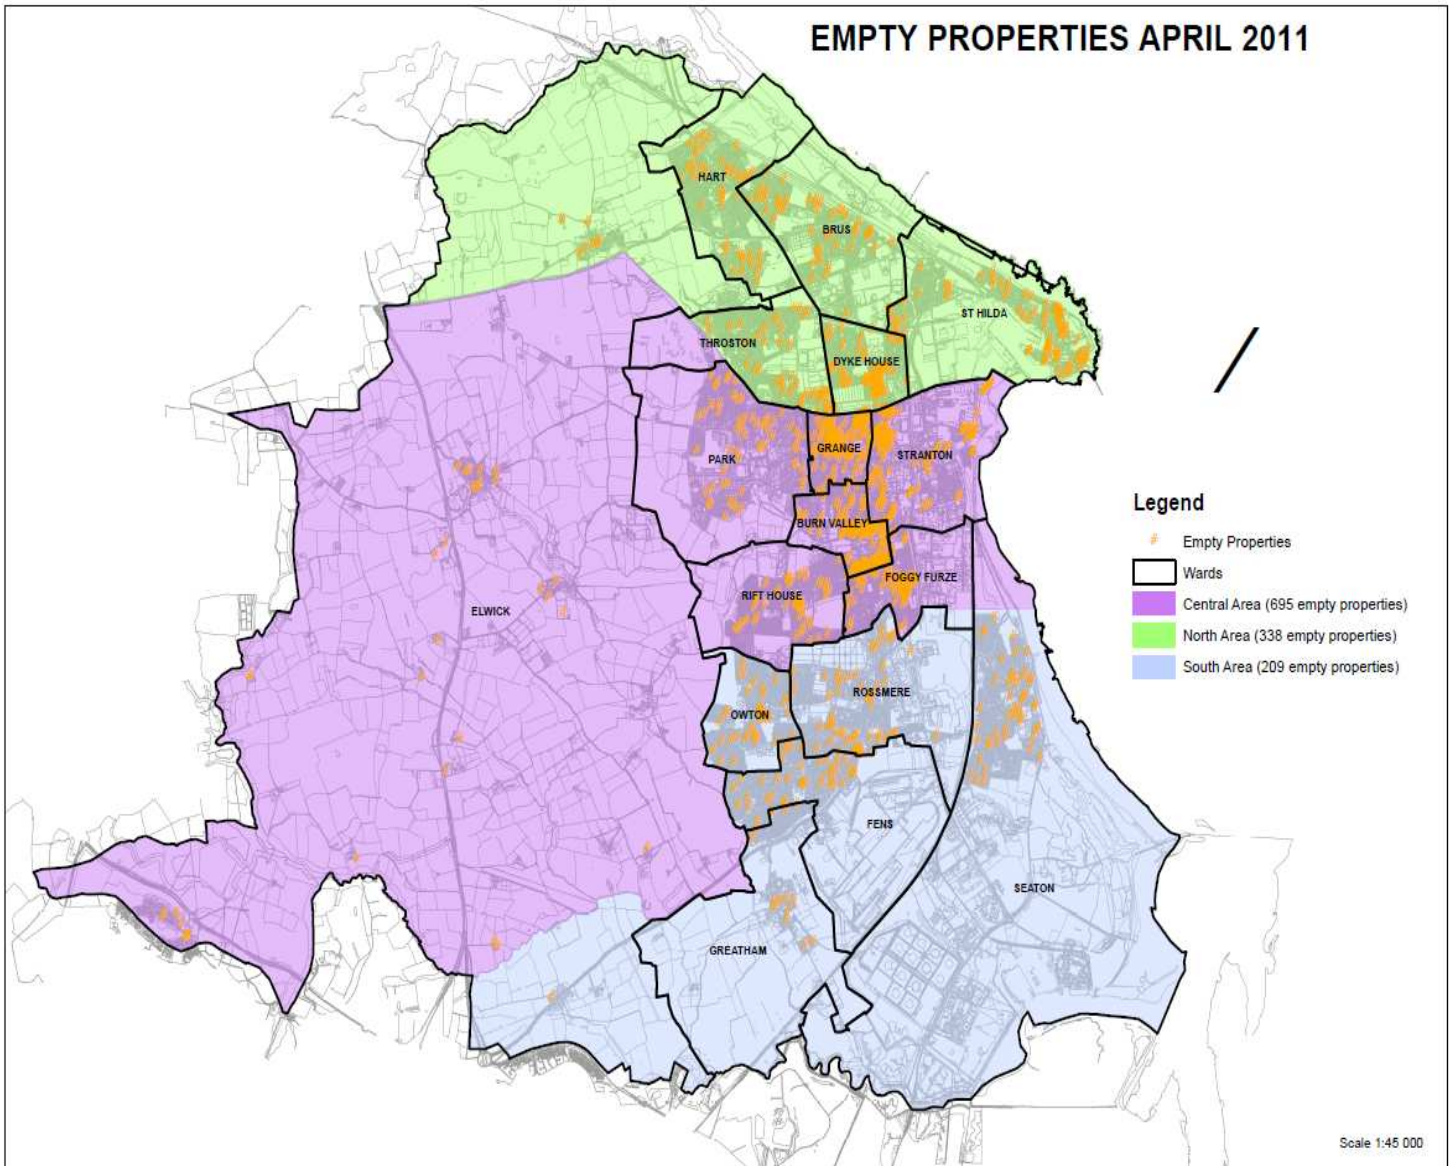 EMPTY PROPERTIES APRIL 2011
HART
BRUS
ST HILDA
THROSTON
DYKE HOUSE
GRANGE
STRANTON
PARK
BURN VALLEY
FOGGY FURZE
RIFT HOUSE
ELWICK
ROSSMERE
OWTON
FENS
SEATON
GREATHAM
Legend
# Empty Properties
Wards
Central Area (695 empty properties)
North Area (338 empty properties)
South Area (209 empty properties)
Scale 1:45 000